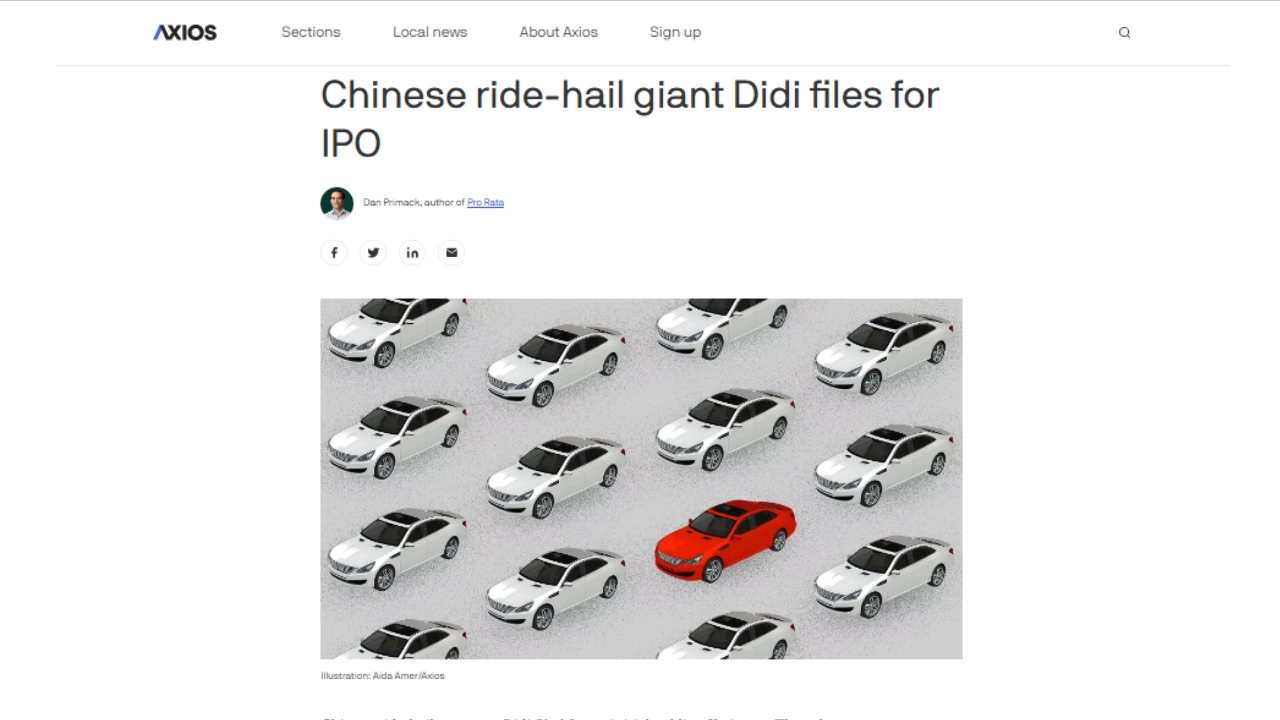 AXIOS Sections Local news About Axios Sign up
Chinese ride-hail giant Didi files for
IPO
Dan Primack, author of Pro Rata
Illustration: Aïda Amer/Axios